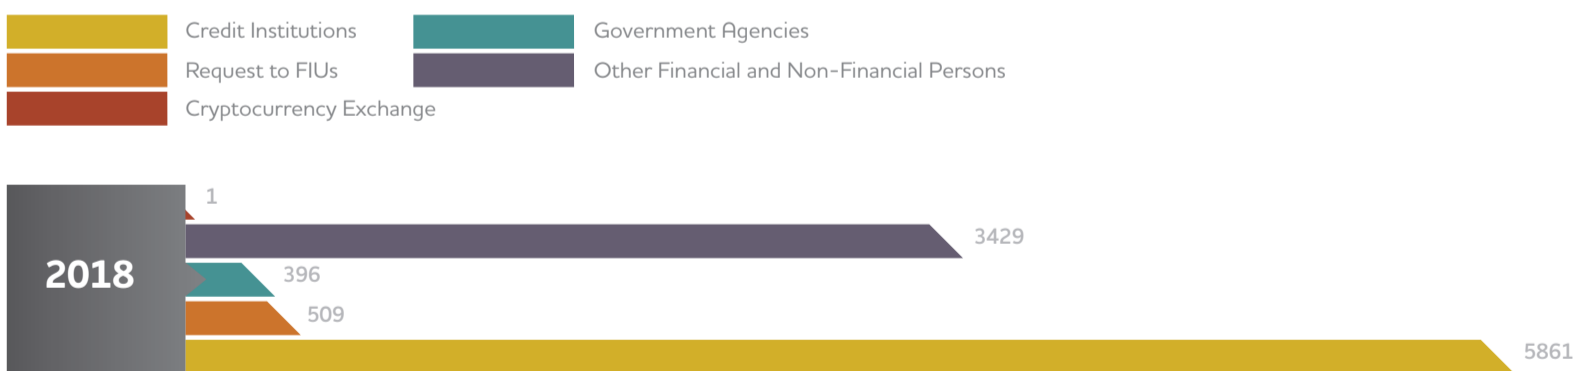 Credit Institutions
Government Agencies
Request to FIUs
Other Financial and Non-Financial Persons
Cryptocurrency Exchange
1
3429
2018
396
509
5861